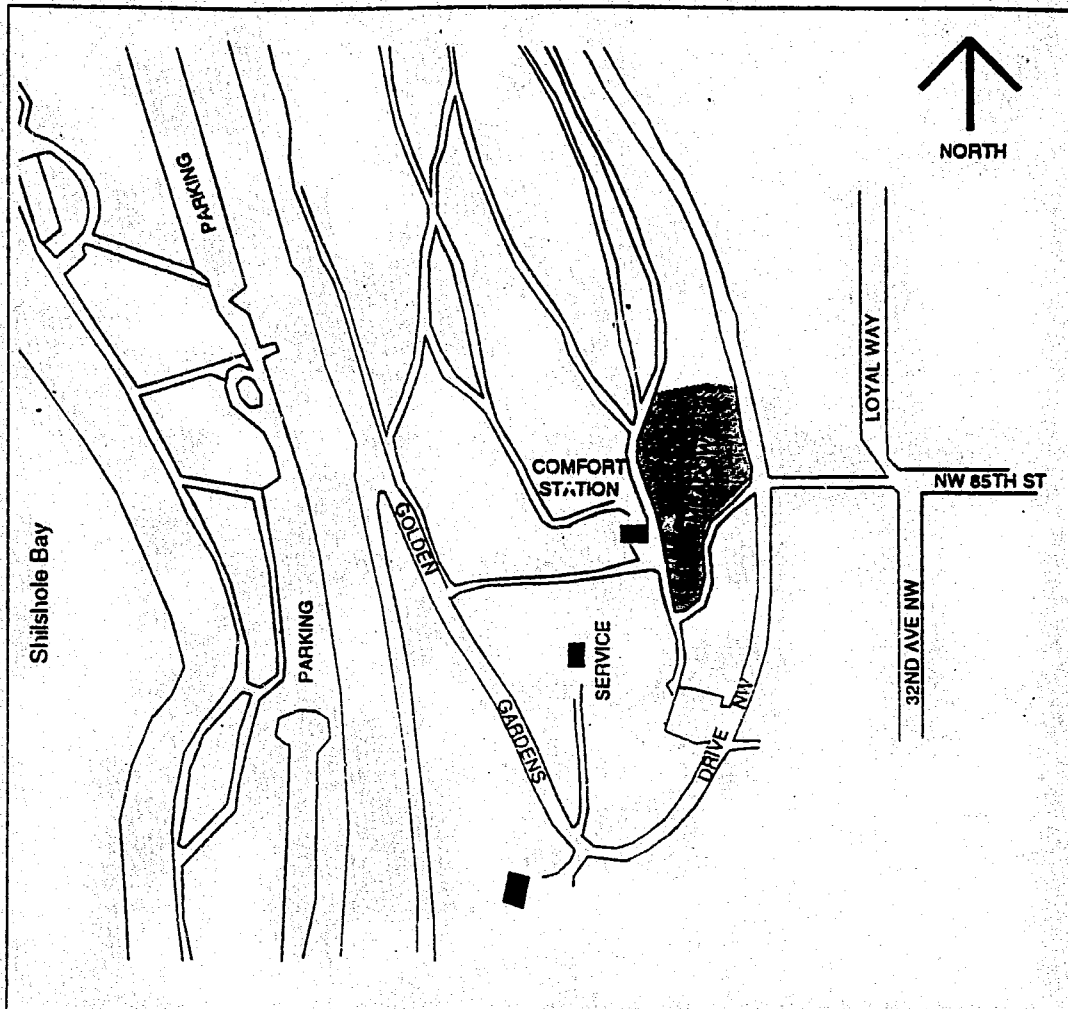 NORTH
PARKING
LOYAL WAY
COMFORT
STATION
NW 85TH ST
GOLDEN
Shilshole Bay
PARKING
SERVICE
32ND AVE NW
GARDENS
DRIVE NW